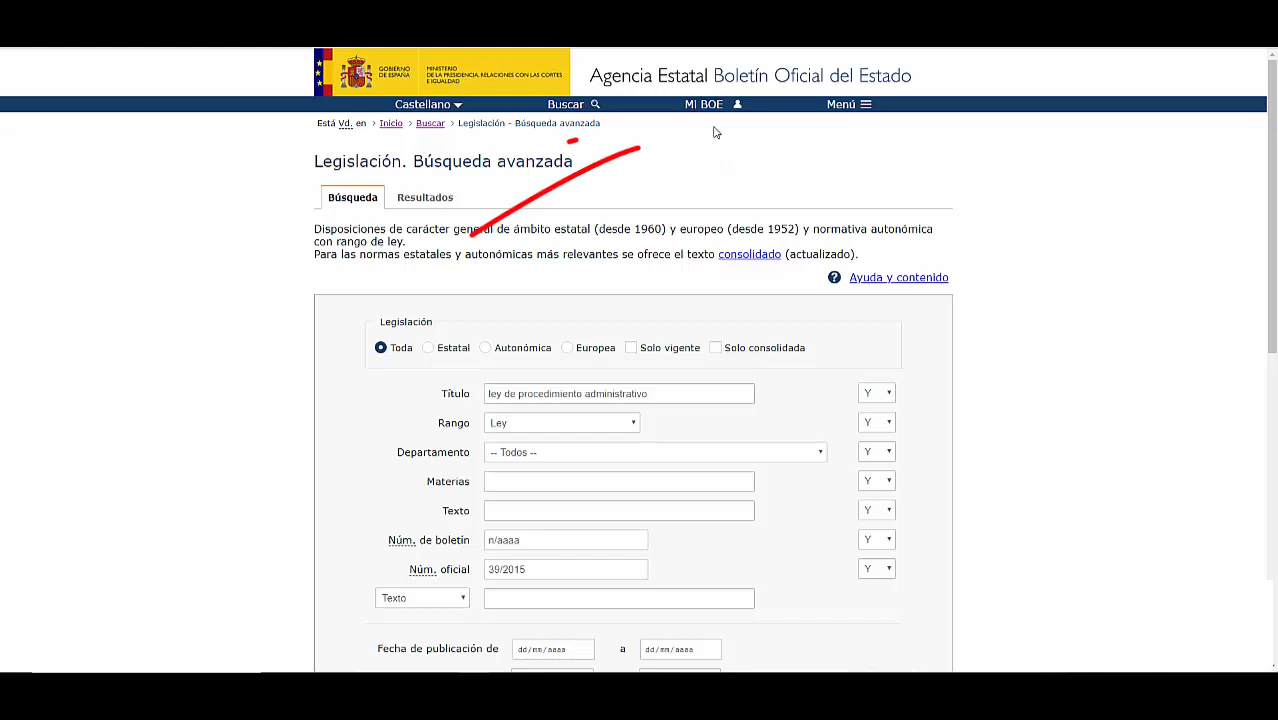 GOBIERNO
DE ESPAÑA
MINISTERIO
DE LA PRESIDENCIA, RELACIONES CON LAS CORTES
E IGUALDAD
Agencia Estatal Boletín Oficial del Estado
Castellano
Buscar
MI BOE
Menú
Está Vd. en > Inicio > Buscar > Legislación - Búsqueda avanzada
Legislación. Búsqueda avanzada
Búsqueda
Resultados
Disposiciones de carácter general de ámbito estatal (desde 1960) y europeo (desde 1952) y normativa autonómica
con rango de ley.
Para las normas estatales y autonómicas más relevantes se ofrece el texto consolidado (actualizado).
? Ayuda y contenido
Legislación
Toda Estatal Autonómica Europea Solo vigente Solo consolidada
Título ley de procedimiento administrativo Y
Rango Ley Y
Departamento -- Todos -- Y
Materias Y
Texto Y
Núm. de boletín n/aaaa Y
Núm. oficial 39/2015 Y
Texto
Fecha de publicación de dd/mm/aaaa a dd/mm/aaaa